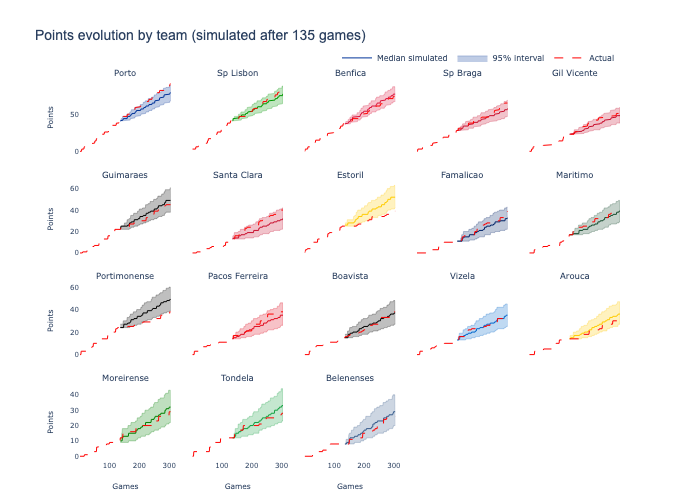 Points evolution by team (simulated after 135 games)
Median simulated 95% interval Actual
Porto Sp Lisbon Benfica Sp Braga Gil Vicente
Points
50
0
Guimaraes Santa Clara Estoril Famalicao Maritimo
Points
60
40
20
0
Portimonense Pacos Ferreira Boavista Vizela Arouca
Points
60
40
20
0
Moreirense Tondela Belenenses
Points
40
30
20
10
0
100 200 300 100 200 300 100 200 300
Games Games Games